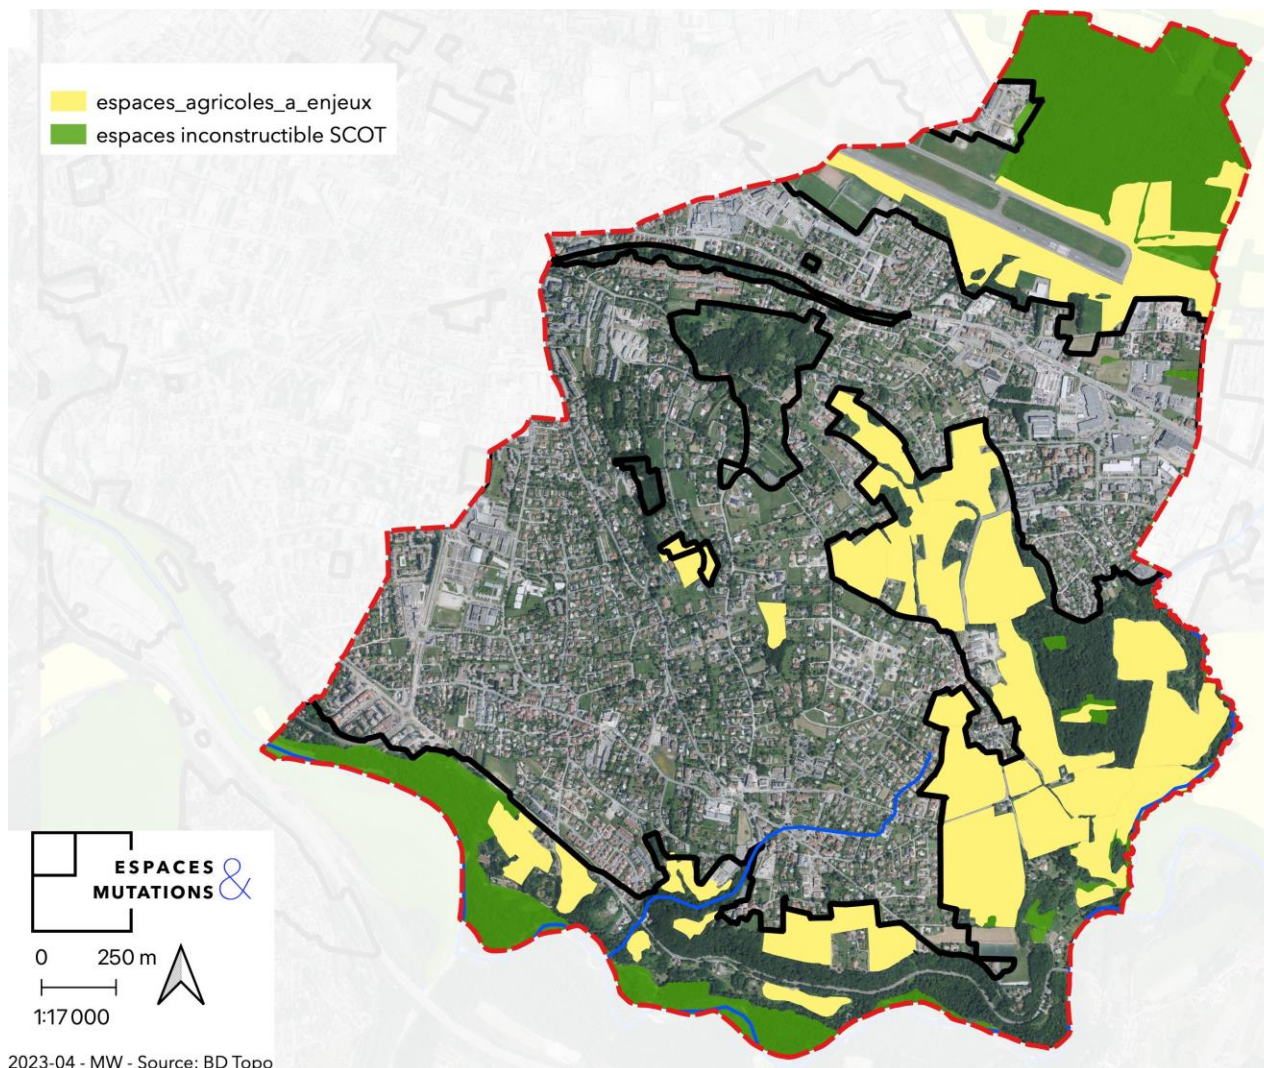 espaces_agricoles_a_enjeux
espaces inconstructible SCOT
ESPACES
MUTATIONS &
0 250 m
1:17 000
2023-04 - MW - Source: BD Topo